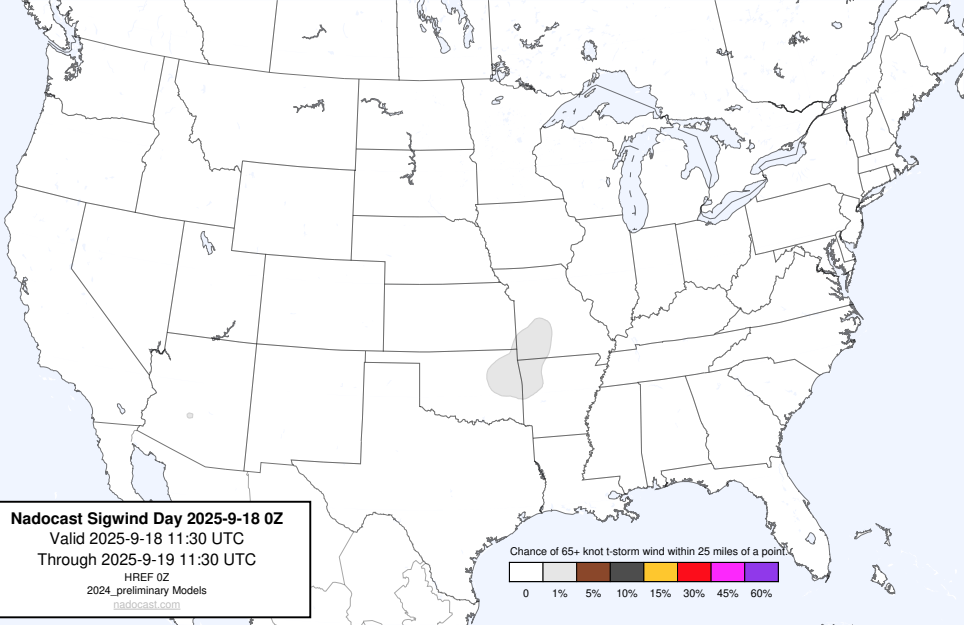 Nadocast Sigwind Day 2025-9-18 0Z
Valid 2025-9-18 11:30 UTC
Through 2025-9-19 11:30 UTC
HREF 0Z
2024_preliminary Models
nadocast.com
Chance of 65+ knot t-storm wind within 25 miles of a point.
0 1% 5% 10% 15% 30% 45% 60%